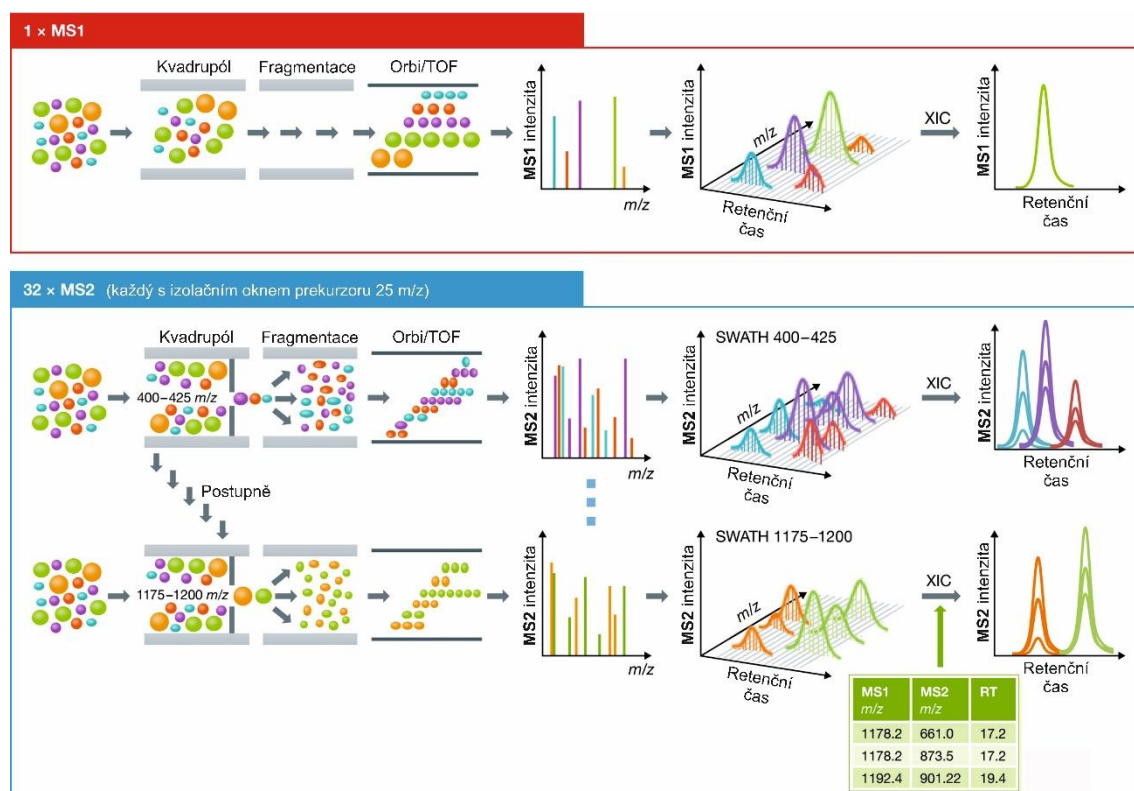 1 × MS1
Kvadrupól
Fragmentace
Orbi/TOF
MS1 intenzita
m/z
MS1 intenzita
m/z
Retenční
čas
XIC
MS1 intenzita
Retenční
čas
32 × MS2 (každý s izolačním oknem prekurzoru 25 m/z)
Kvadrupól
Fragmentace
Orbi/TOF
400–425 m/z
MS2 intenzita
m/z
SWATH 400–425
MS2 intenzita
m/z
Retenční
čas
XIC
MS2 intenzita
Retenční
čas
Postupně
1175–1200 m/z
MS2 intenzita
m/z
SWATH 1175–1200
MS2 intenzita
m/z
Retenční
čas
XIC
MS2 intenzita
Retenční
čas
MS1 m/z MS2 m/z RT
1178.2 661.0 17.2
1178.2 873.5 17.2
1192.4 901.22 19.4